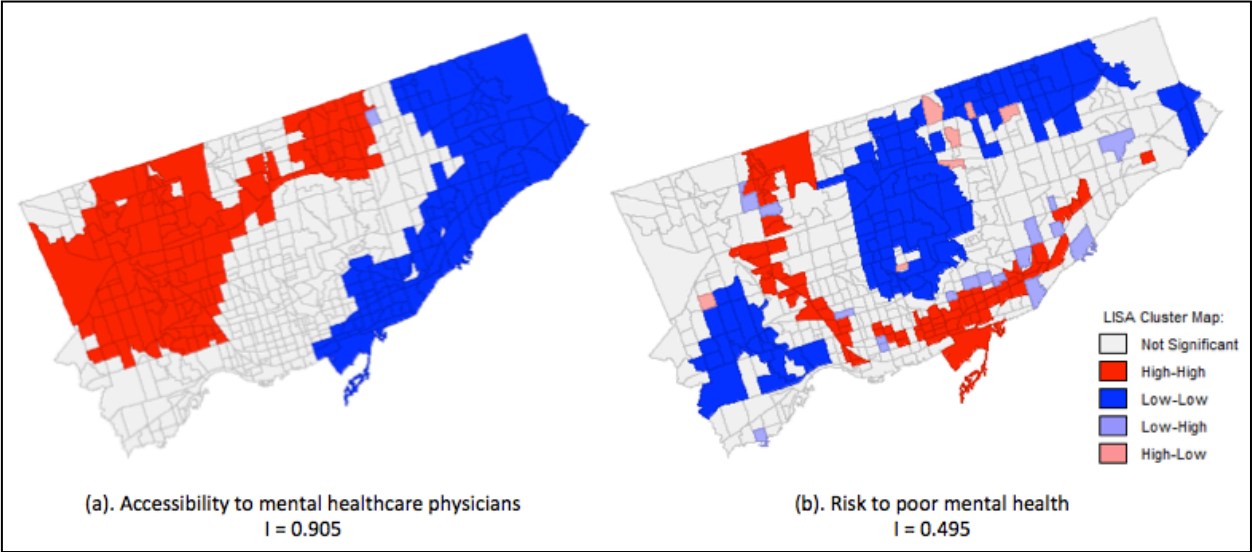 LISA Cluster Map:
Not Significant
High-High
Low-Low
Low-High
High-Low
(a). Accessibility to mental healthcare physicians
I = 0.905
(b). Risk to poor mental health
I = 0.495